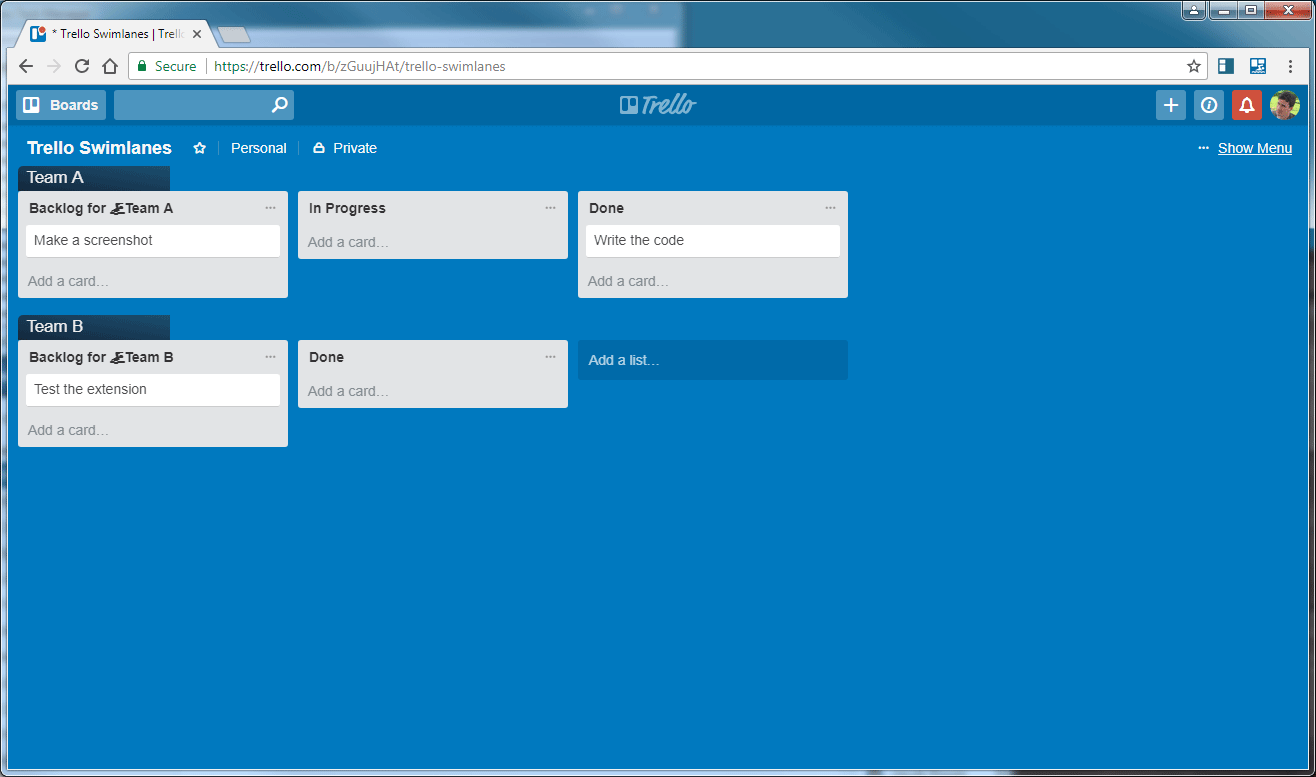 * Trello Swimlanes | Trell
Secure https://trello.com/b/zGuujHAt/trello-swimlanes
Boards Trello
Trello Swimlanes Personal Private ··· Show Menu
Team A
Backlog for Team A ··· In Progress ··· Done ···
Make a screenshot Add a card… Write the code
Add a card… Add a card…
Team B
Backlog for Team B ··· Done ··· Add a list…
Test the extension Add a card…
Add a card…